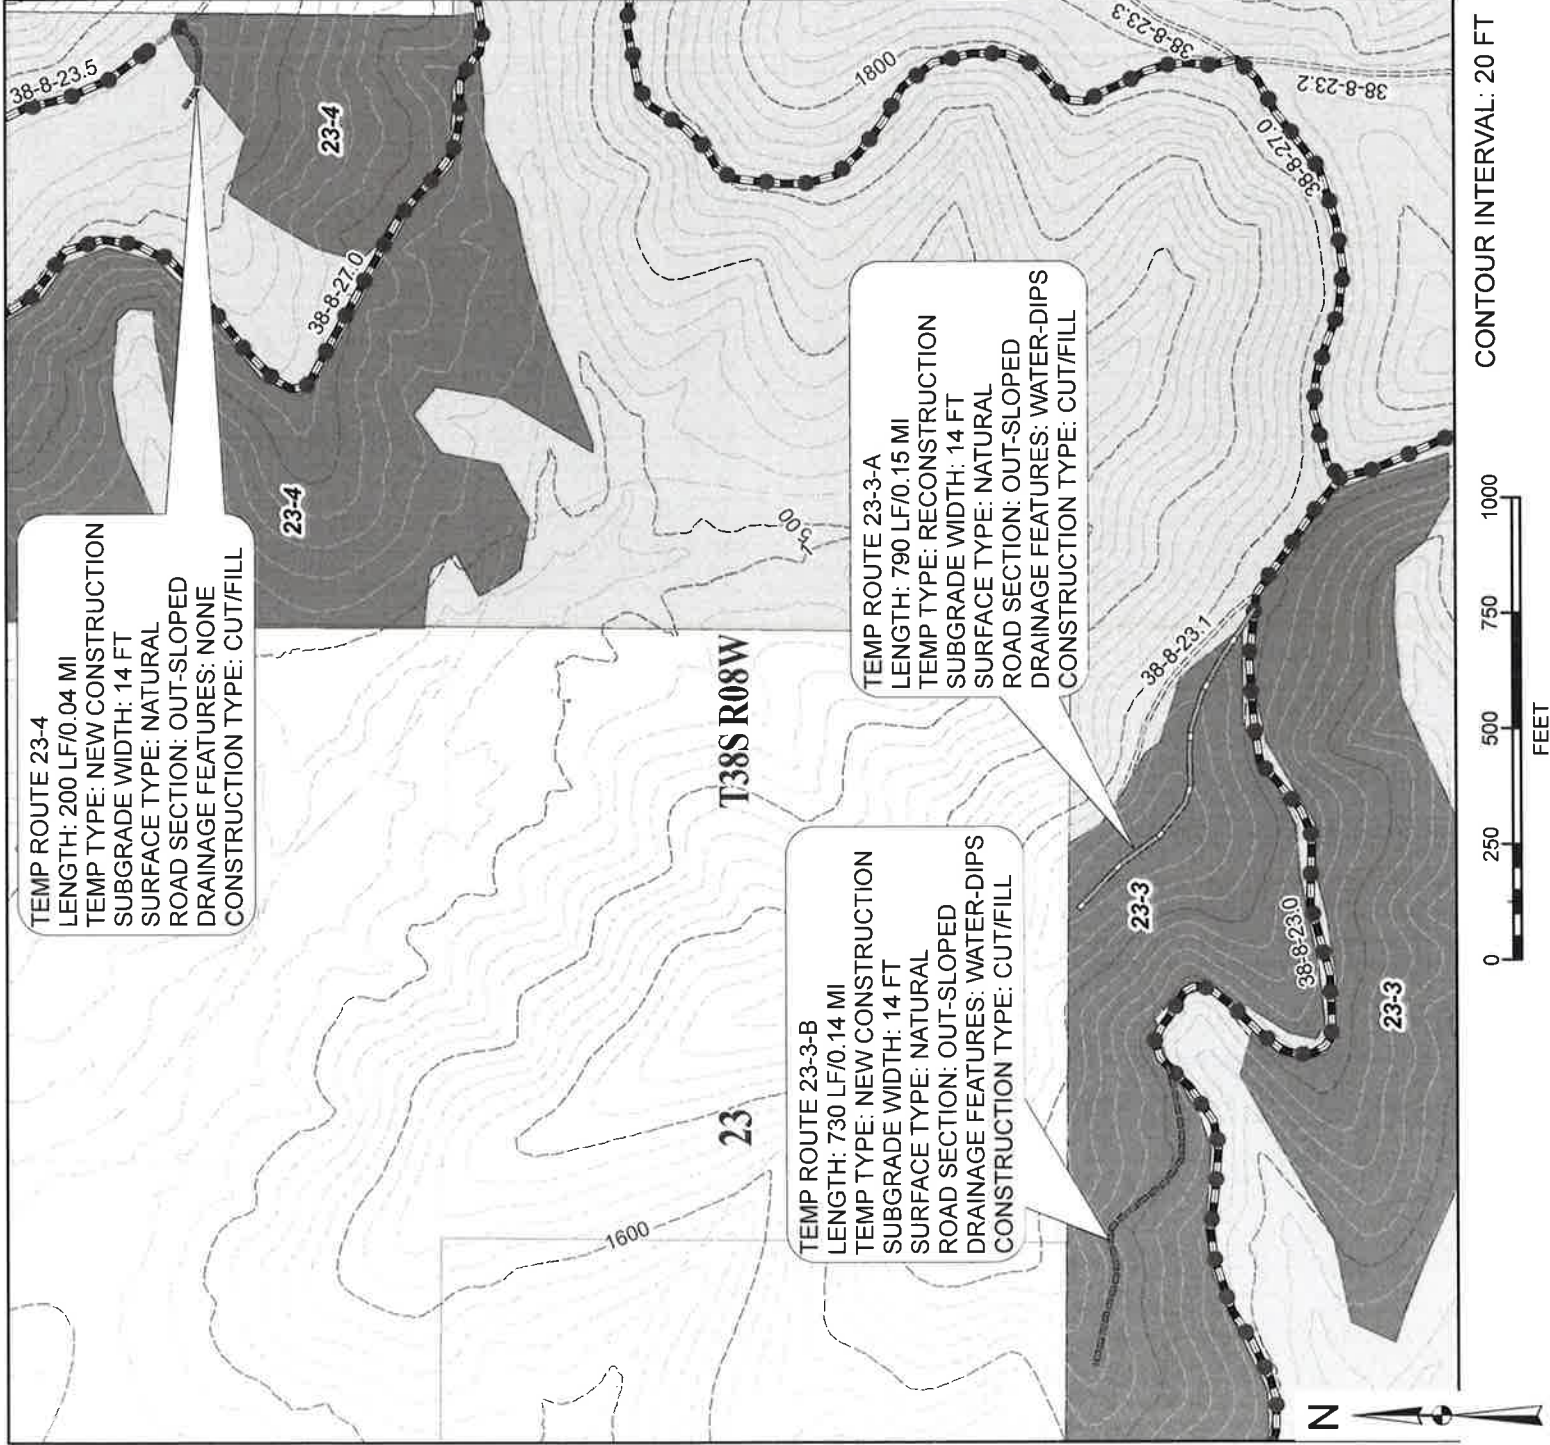 TEMP ROUTE 23-4
LENGTH: 200 LF/0.04 MI
TEMP TYPE: NEW CONSTRUCTION
SUBGRADE WIDTH: 14 FT
SURFACE TYPE: NATURAL
ROAD SECTION: OUT-SLOPED
DRAINAGE FEATURES: NONE
CONSTRUCTION TYPE: CUT/FILL
38-8-23.5
23-4
38-8-27.0
23-4
1800
38-8-23.3
38-8-23.2
38-8-27.0
1500
T38S R08W
23
1600
TEMP ROUTE 23-3-A
LENGTH: 790 LF/0.15 MI
TEMP TYPE: RECONSTRUCTION
SUBGRADE WIDTH: 14 FT
SURFACE TYPE: NATURAL
ROAD SECTION: OUT-SLOPED
DRAINAGE FEATURES: WATER-DIPS
CONSTRUCTION TYPE: CUT/FILL
TEMP ROUTE 23-3-B
LENGTH: 730 LF/0.14 MI
TEMP TYPE: NEW CONSTRUCTION
SUBGRADE WIDTH: 14 FT
SURFACE TYPE: NATURAL
ROAD SECTION: OUT-SLOPED
DRAINAGE FEATURES: WATER-DIPS
CONSTRUCTION TYPE: CUT/FILL
38-8-23.1
23-3
38-8-23.0
23-3
N
0 250 500 750 1000
FEET
CONTOUR INTERVAL: 20 FT